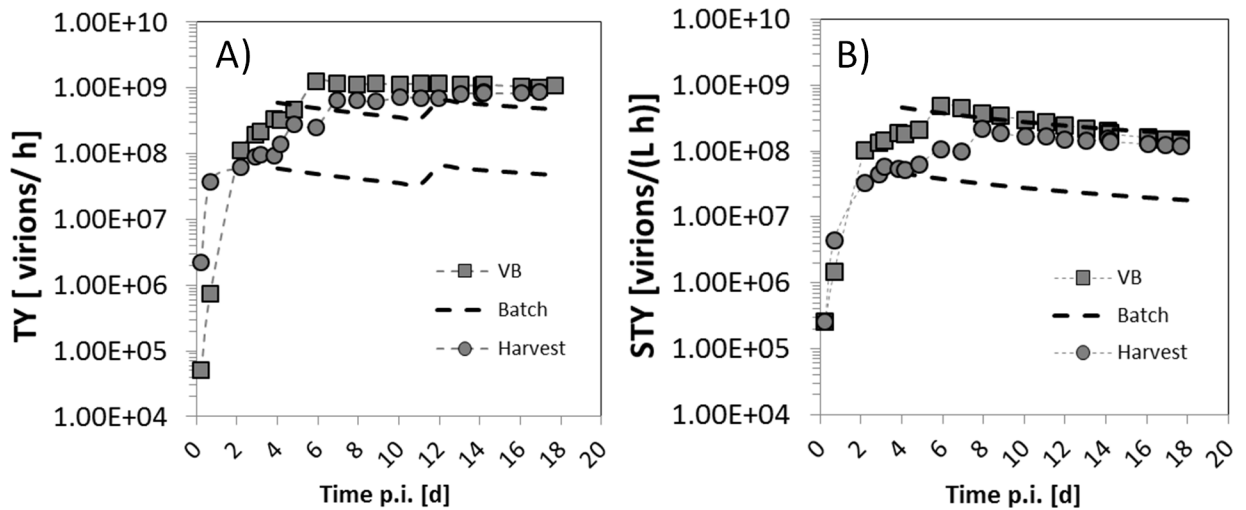 A)
TY [ virions/ h]
1.00E+10
1.00E+09
1.00E+08
1.00E+07
1.00E+06
1.00E+05
1.00E+04
VB
Batch
Harvest
0 2 4 6 8 10 12 14 16 18 20
Time p.i. [d]
B)
STY [virions/(L h)]
1.00E+10
1.00E+09
1.00E+08
1.00E+07
1.00E+06
1.00E+05
1.00E+04
VB
Batch
Harvest
0 2 4 6 8 10 12 14 16 18 20
Time p.i. [d]